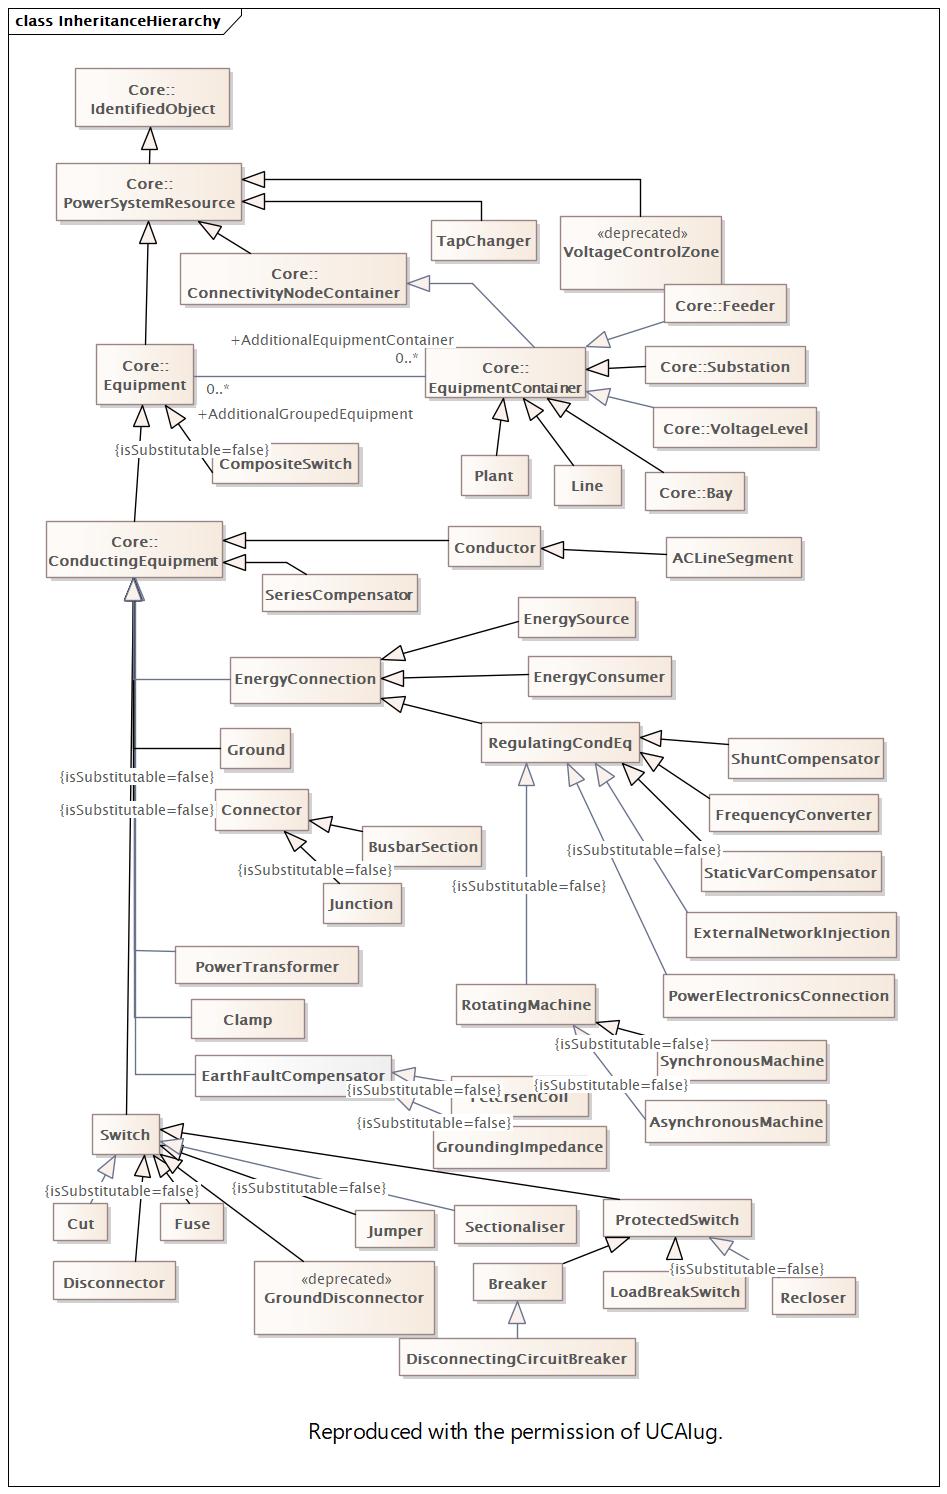 class InheritanceHierarchy
Core::
IdentifiedObject
Core::
PowerSystemResource
TapChanger
«deprecated»
VoltageControlZone
Core::
ConnectivityNodeContainer
Core::Feeder
+AdditionalEquipmentContainer
0..*
Core::
Equipment
0..*
+AdditionalGroupedEquipment
Core::
EquipmentContainer
Core::Substation
Core::VoltageLevel
{isSubstitutable=false}
CompositeSwitch
Plant
Line
Core::Bay
Core::
ConductingEquipment
Conductor
ACLineSegment
SeriesCompensator
EnergySource
EnergyConnection
EnergyConsumer
RegulatingCondEq
Ground
ShuntCompensator
{isSubstitutable=false}
{isSubstitutable=false}
Connector
FrequencyConverter
BusbarSection
{isSubstitutable=false}
{isSubstitutable=false}
StaticVarCompensator
{isSubstitutable=false}
Junction
ExternalNetworkInjection
PowerTransformer
PowerElectronicsConnection
RotatingMachine
Clamp
{isSubstitutable=false}
SynchronousMachine
EarthFaultCompensator
{isSubstitutable=false}
{isSubstitutable=false}
PetersenCoil
{isSubstitutable=false}
AsynchronousMachine
GroundingImpedance
Switch
{isSubstitutable=false}
{isSubstitutable=false}
Cut
Fuse
Jumper
Sectionaliser
ProtectedSwitch
{isSubstitutable=false}
Disconnector
«deprecated»
GroundDisconnector
Breaker
LoadBreakSwitch
Recloser
DisconnectingCircuitBreaker
Reproduced with the permission of UCAIug.